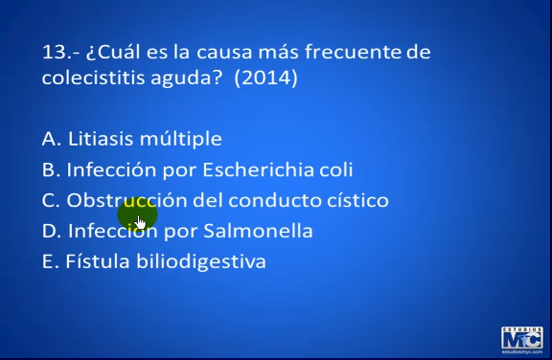 13.- ¿Cuál es la causa más frecuente de
colecistitis aguda?  (2014)
A. Litiasis múltiple
B. Infección por Escherichia coli
C. Obstrucción del conducto cístico
D. Infección por Salmonella
E. Fístula biliodigestiva
ESTUDIOS
MyC
estudiosmyc.com